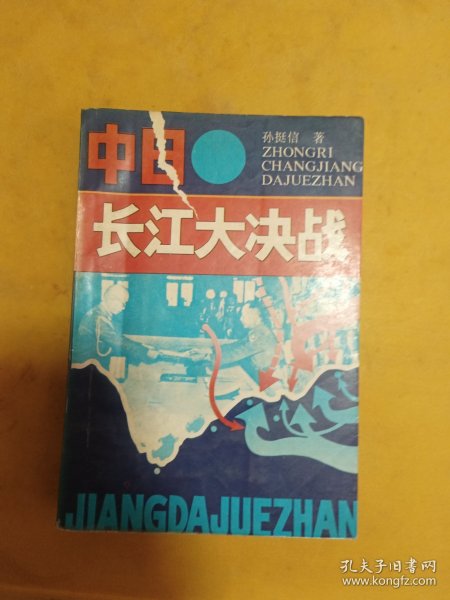 中日
孙挺信 著
ZHONGRI
CHANGJIANG
DAJUEZHAN
长江大决战
JIANGDAJUEZHAN
孔夫子旧书网
www.kongfz.com